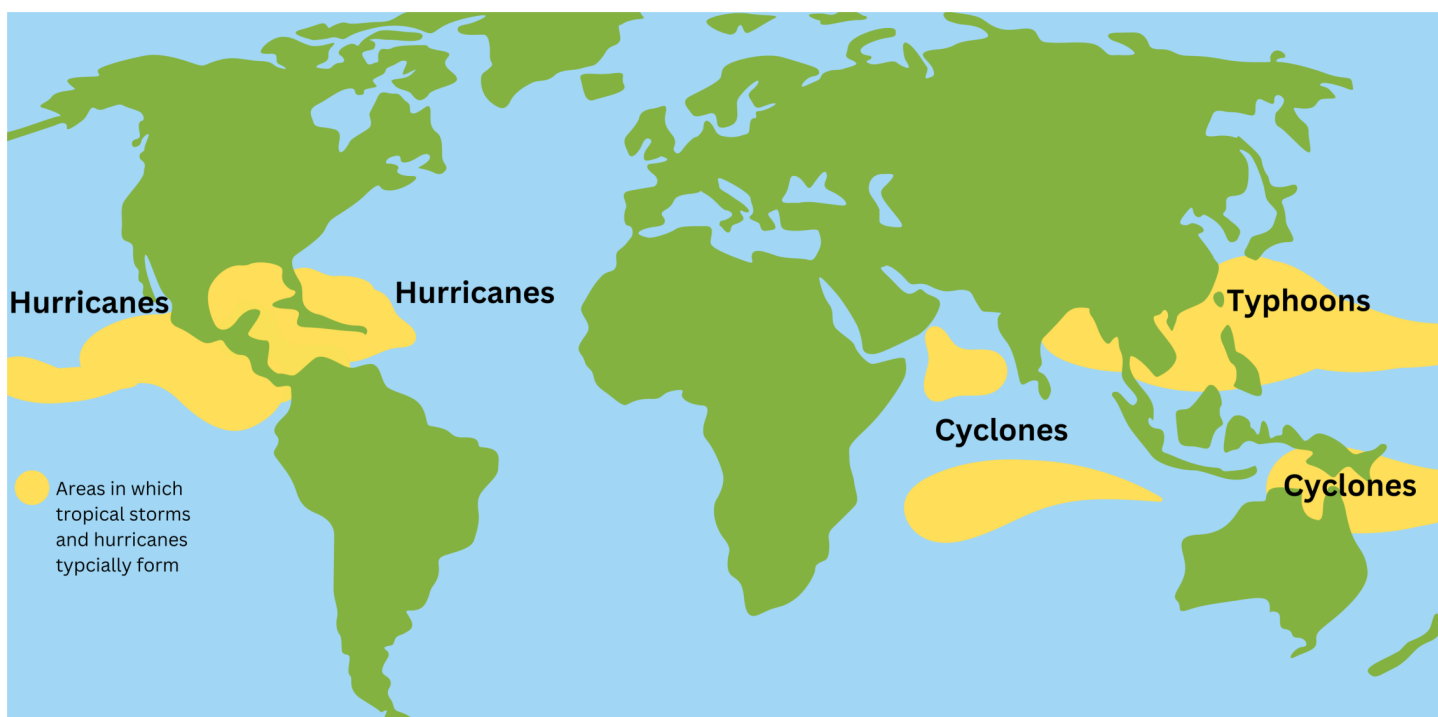 Hurricanes
Hurricanes
Typhoons
Cyclones
Cyclones
Areas in which
tropical storms
and hurricanes
typcially form